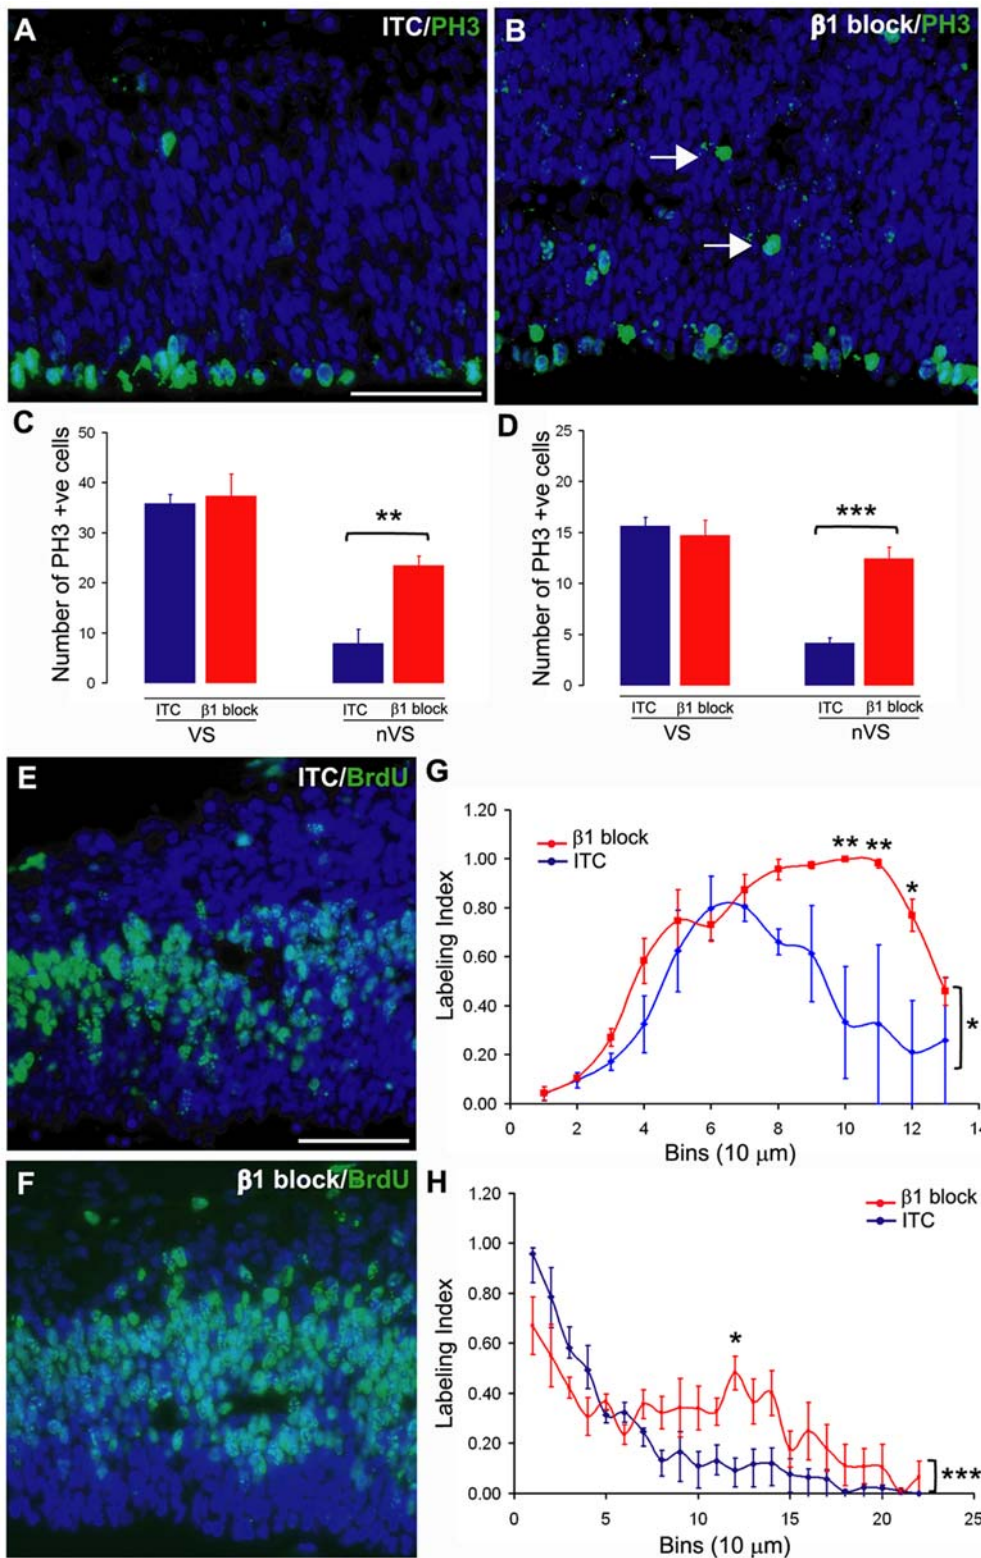 A
ITC/PH3
B
β1 block/PH3
C
Number of PH3 +ve cells
50
40
30
20
10
0
**
ITC
β1 block
ITC
β1 block
VS
nVS
D
Number of PH3 +ve cells
25
20
15
10
5
0
***
ITC
β1 block
ITC
β1 block
VS
nVS
E
ITC/BrdU
G
Labeling Index
1.20
1.00
0.80
0.60
0.40
0.20
0.00
β1 block
ITC
** **
*
*
0 2 4 6 8 10 12 14
Bins (10 μm)
F
β1 block/BrdU
H
Labeling Index
1.20
1.00
0.80
0.60
0.40
0.20
0.00
β1 block
ITC
*
***
0 5 10 15 20 25
Bins (10 μm)